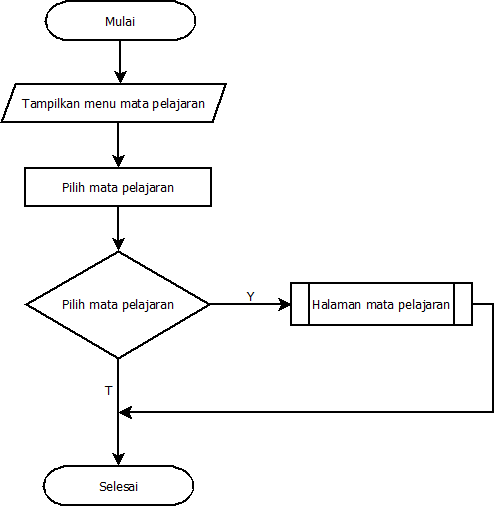 Mulai
Tampilkan menu mata pelajaran
Pilih mata pelajaran
Pilih mata pelajaran
Y
Halaman mata pelajaran
T
Selesai